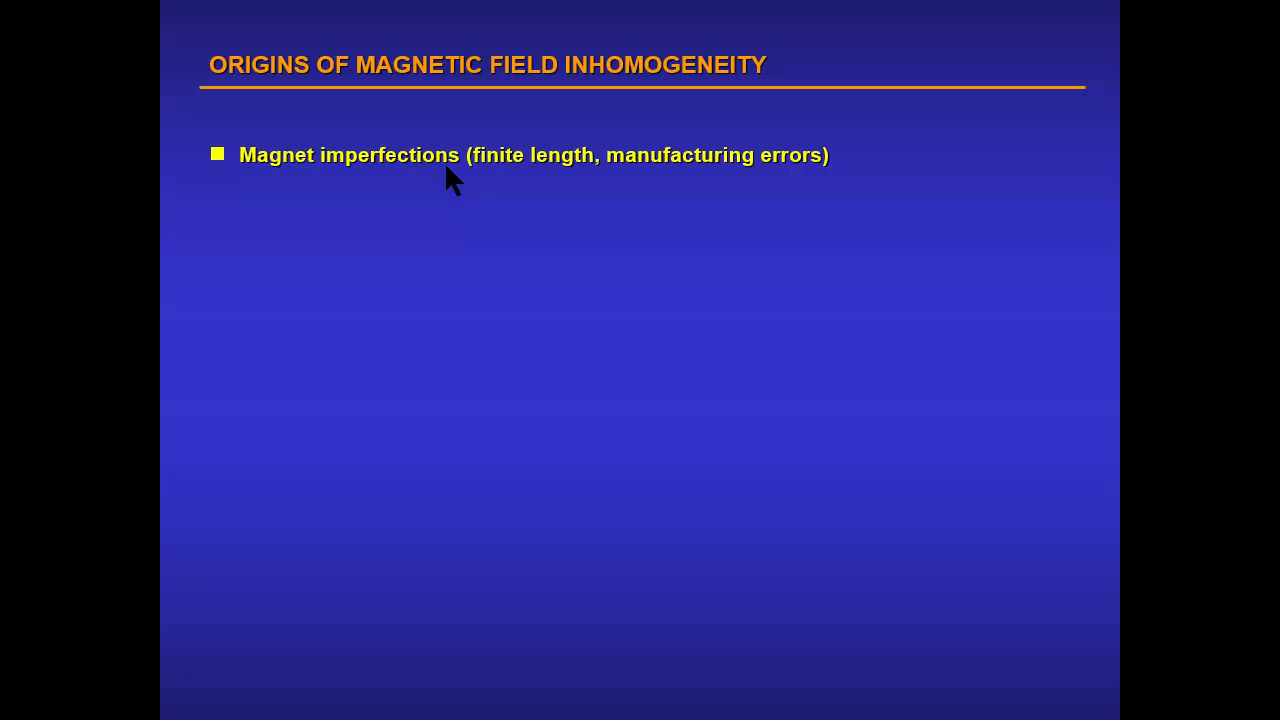 ORIGINS OF MAGNETIC FIELD INHOMOGENEITY
Magnet imperfections (finite length, manufacturing errors)